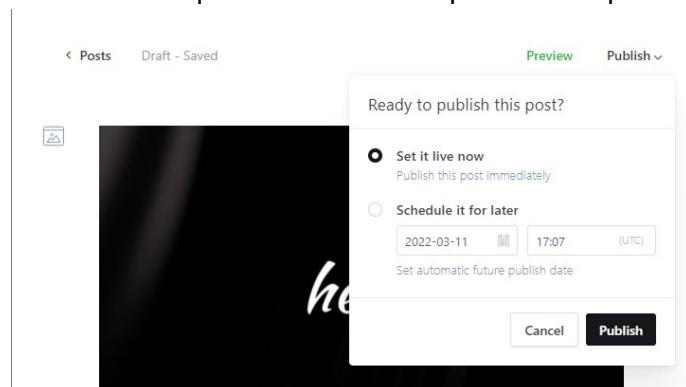 < Posts Draft - Saved Preview Publish
Ready to publish this post?
Set it live now
Publish this post immediately
Schedule it for later
2022-03-11 17:07 (UTC)
Set automatic future publish date
he
Cancel Publish